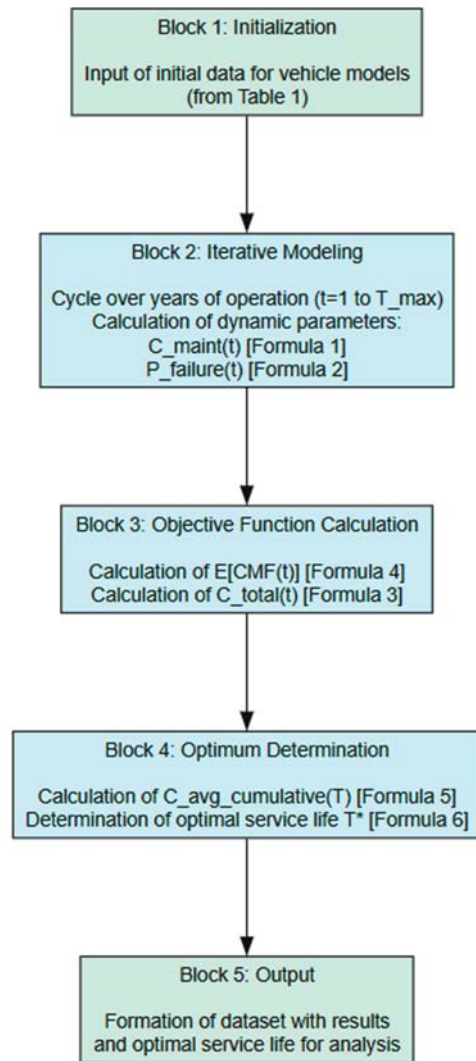 Block 1: Initialization
Input of initial data for vehicle models
(from Table 1)
Block 2: Iterative Modeling
Cycle over years of operation (t=1 to T_max)
Calculation of dynamic parameters:
C_maint(t) [Formula 1]
P_failure(t) [Formula 2]
Block 3: Objective Function Calculation
Calculation of E[CMF(t)] [Formula 4]
Calculation of C_total(t) [Formula 3]
Block 4: Optimum Determination
Calculation of C_avg_cumulative(T) [Formula 5]
Determination of optimal service life T* [Formula 6]
Block 5: Output
Formation of dataset with results
and optimal service life for analysis